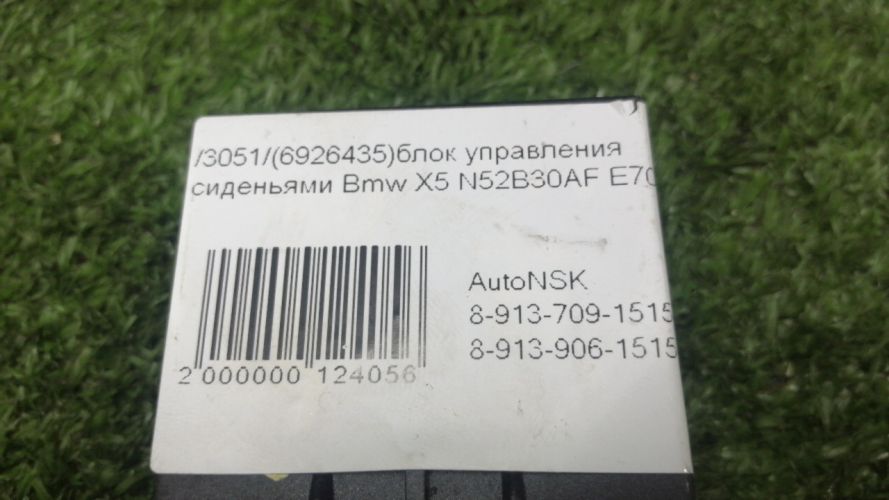 /3051/(6926435)блок управления
сиденьями Bmw X5 N52B30AF E70
AutoNSK
8-913-709-1515
8-913-906-1515
2 000000 124056